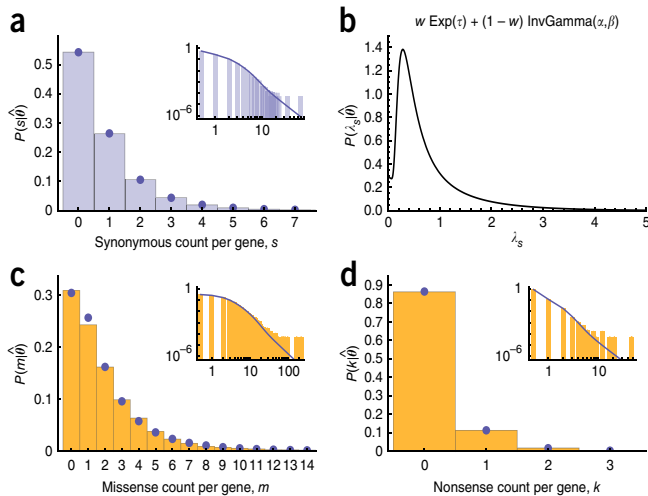 a
P(s|θ̂)
0.5
0.4
0.3
0.2
0.1
0
0 1 2 3 4 5 6 7
Synonymous count per gene, s
1
10⁻⁶
1 10
b
w Exp(τ) + (1 – w) InvGamma(α,β)
P(λₛ|θ̂)
1.4
1.2
1.0
0.8
0.6
0.4
0.2
0.0
0 1 2 3 4 5
λₛ
c
P(m|θ̂)
0.3
0.2
0.1
0
0 1 2 3 4 5 6 7 8 9 10 11 12 13 14
Missense count per gene, m
1
10⁻⁶
1 10 100
d
P(k|θ̂)
0.9
0.8
0.7
0.6
0.5
0.4
0.3
0.2
0.1
0
0 1 2 3
Nonsense count per gene, k
1
10⁻⁶
1 10